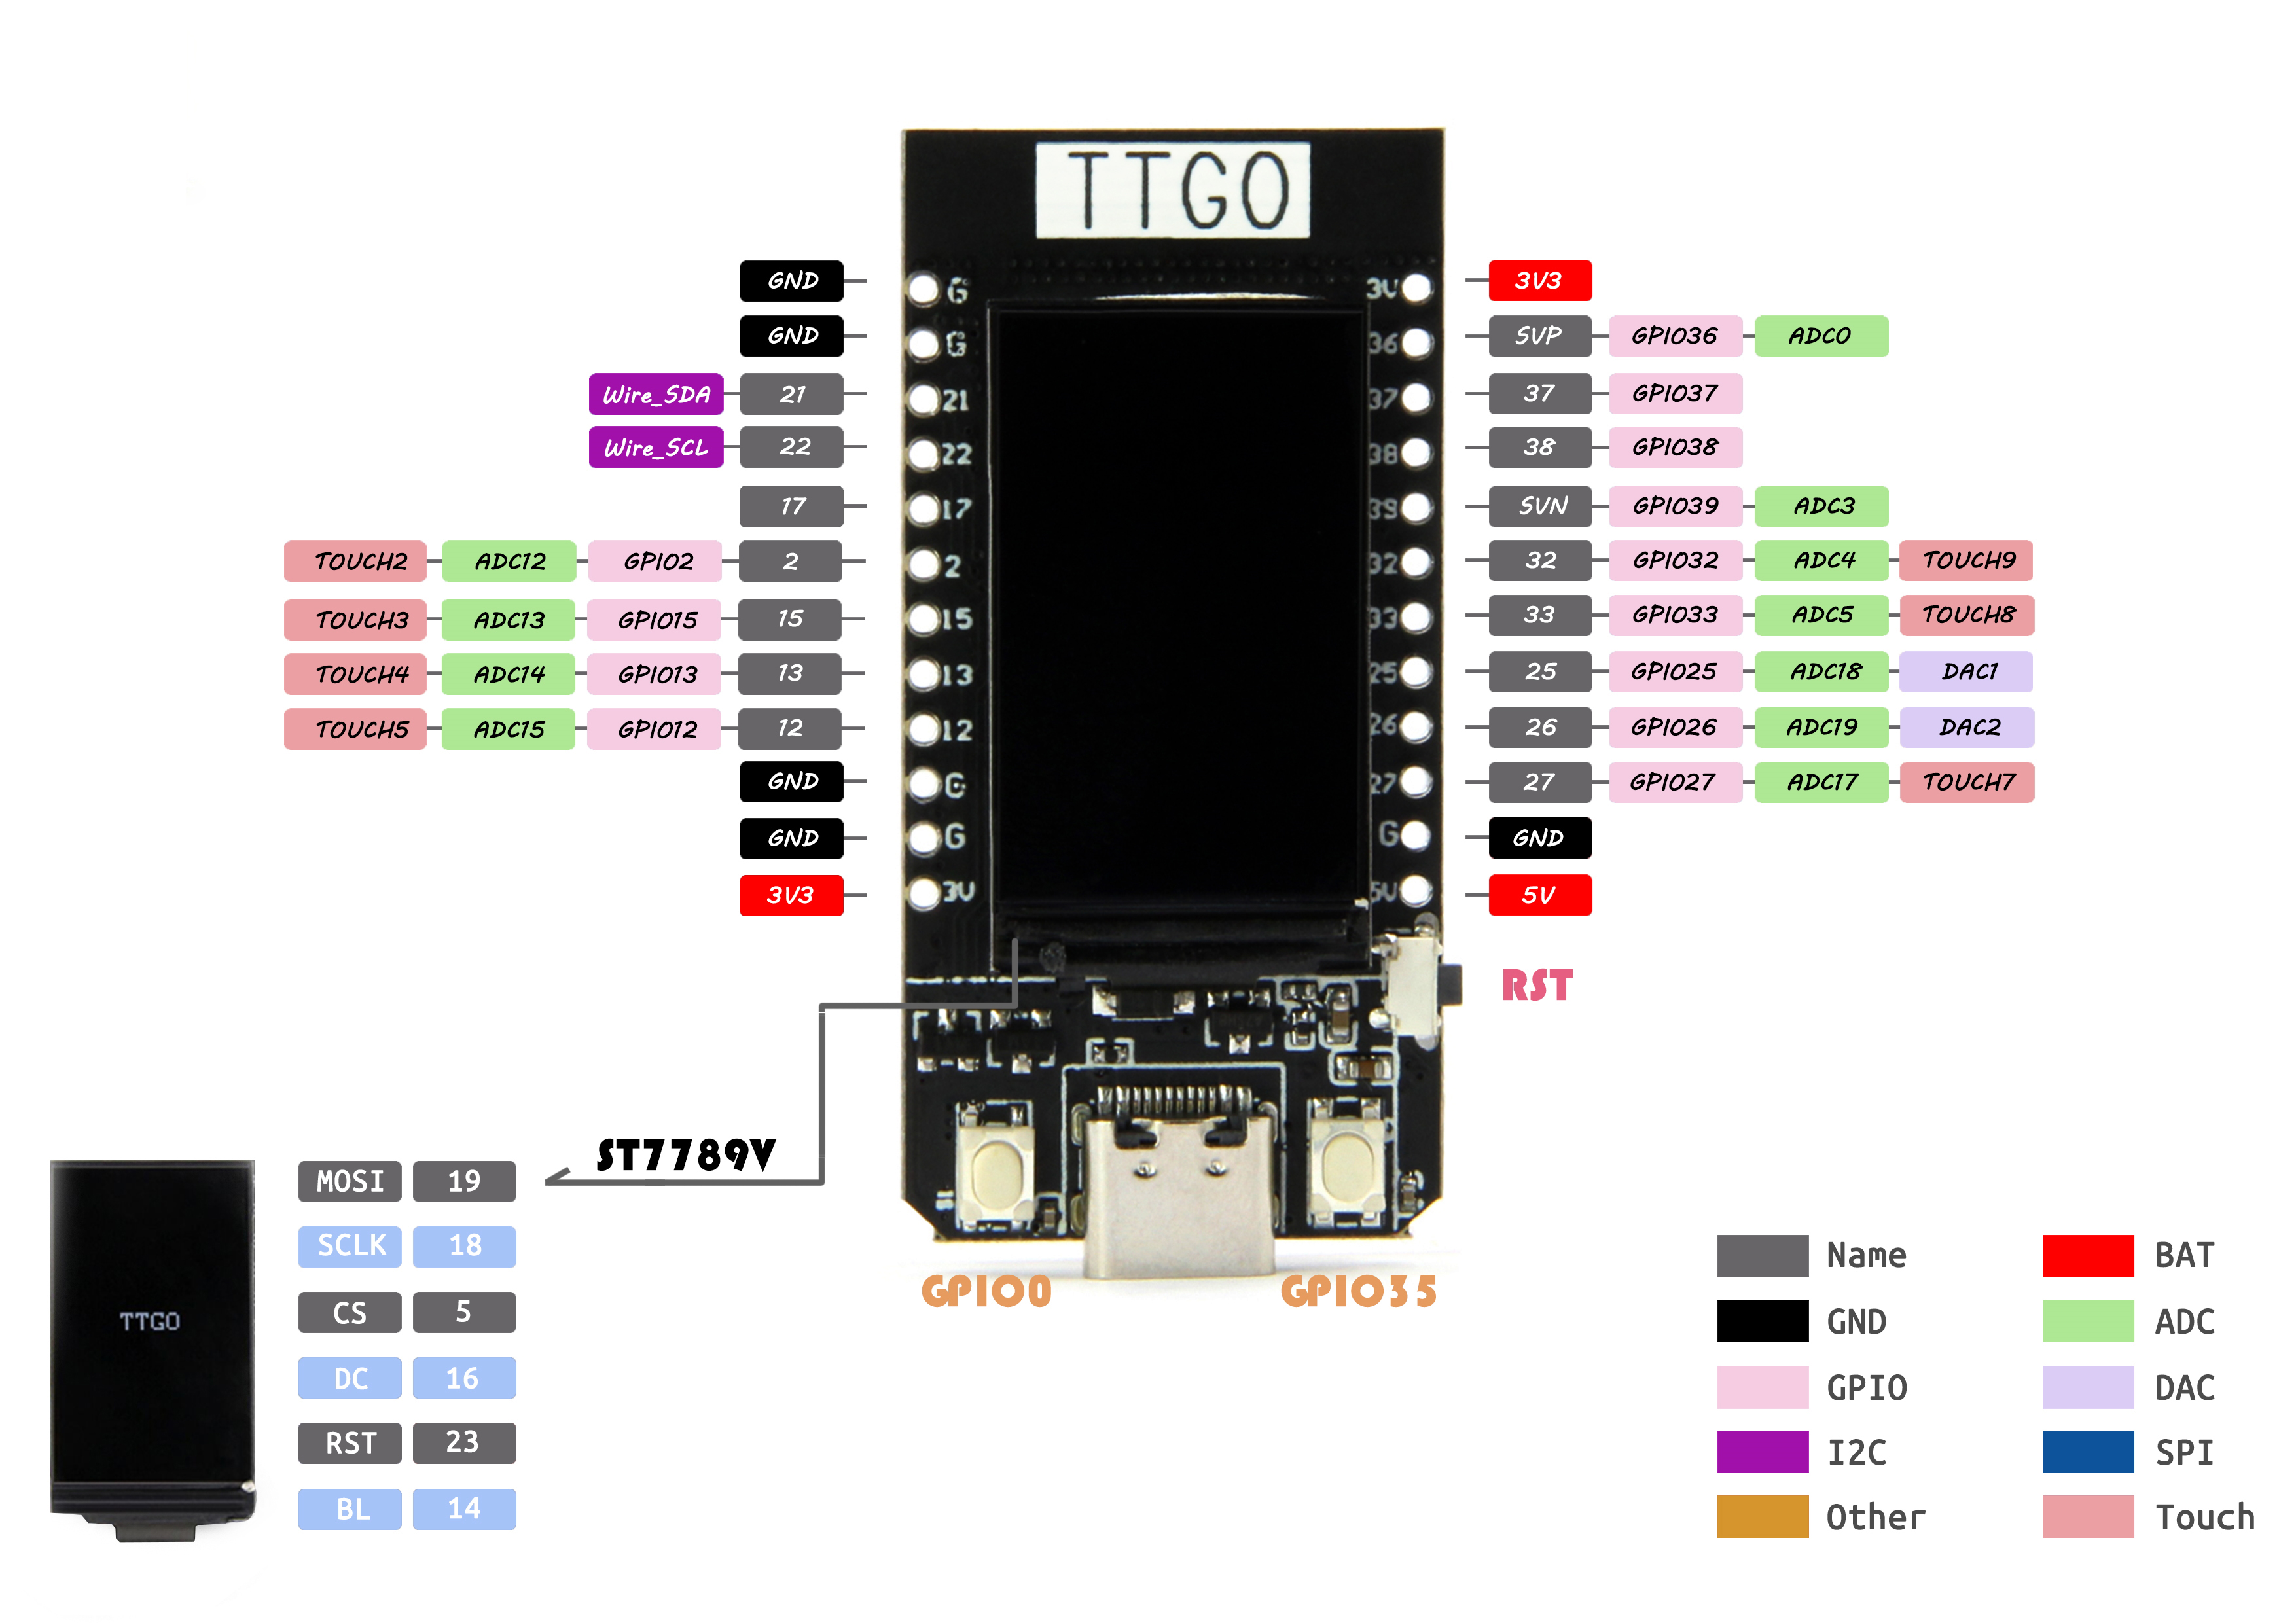 TTGO
GND G 3V 3V3
GND G 36 SVP GPIO36 ADC0
Wire_SDA 21 21 37 37 GPIO37
Wire_SCL 22 22 38 38 GPIO38
17 17 39 SVN GPIO39 ADC3
TOUCH2 ADC12 GPIO2 2 2 32 32 GPIO32 ADC4 TOUCH9
TOUCH3 ADC13 GPIO15 15 15 33 33 GPIO33 ADC5 TOUCH8
TOUCH4 ADC14 GPIO13 13 13 25 25 GPIO25 ADC18 DAC1
TOUCH5 ADC15 GPIO12 12 12 26 26 GPIO26 ADC19 DAC2
GND G 27 27 GPIO27 ADC17 TOUCH7
GND G G GND
3V3 3V 5V 5V
RST
ST7789V
MOSI 19
SCLK 18
CS 5
DC 16
RST 23
BL 14
TTGO
GPIO0 GPIO35
Name BAT
GND ADC
GPIO DAC
I2C SPI
Other Touch